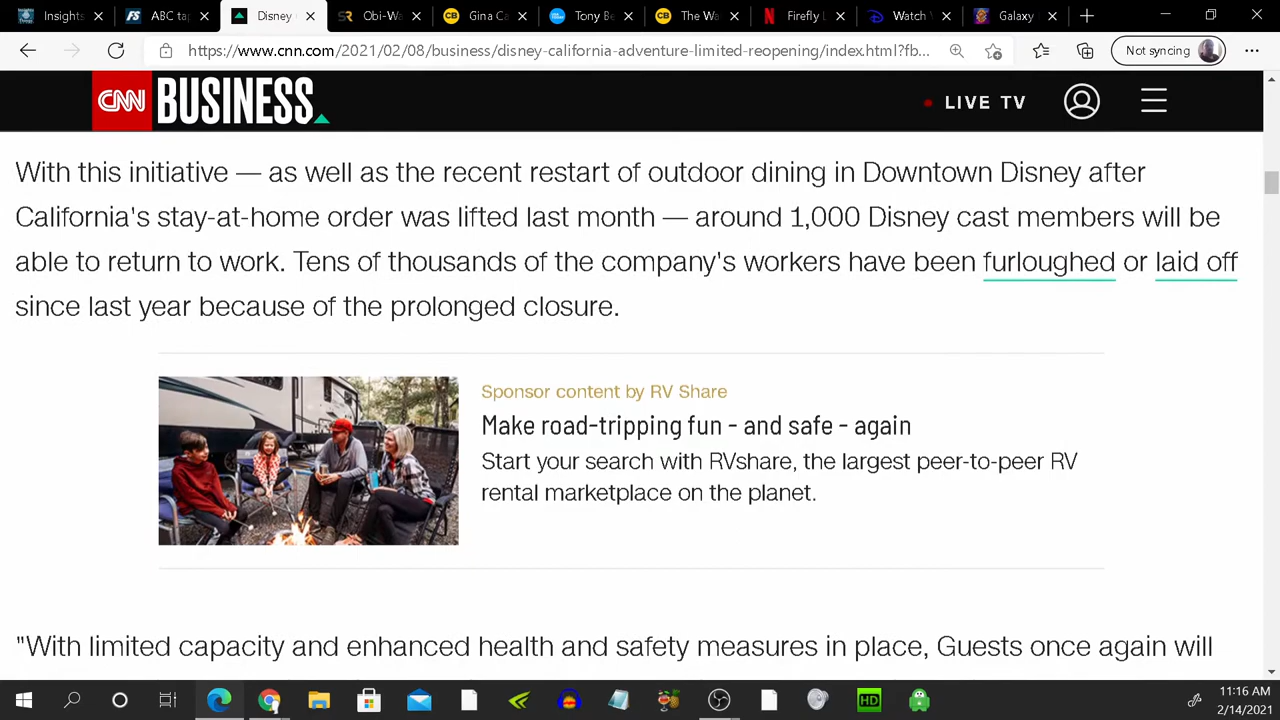 Insights
ABC ta
Disney
Obi-Wa
Gina Ca
Tony Be
The Wa
Firefly L
Watch
Galaxy
https://www.cnn.com/2021/02/08/business/disney-california-adventure-limited-reopening/index.html?fb...
Not syncing
CNN BUSINESS
LIVE TV
With this initiative — as well as the recent restart of outdoor dining in Downtown Disney after
California's stay-at-home order was lifted last month — around 1,000 Disney cast members will be
able to return to work. Tens of thousands of the company's workers have been furloughed or laid off
since last year because of the prolonged closure.
Sponsor content by RV Share
Make road-tripping fun - and safe - again
Start your search with RVshare, the largest peer-to-peer RV
rental marketplace on the planet.
"With limited capacity and enhanced health and safety measures in place, Guests once again will
HD
11:16 AM
2/14/2021